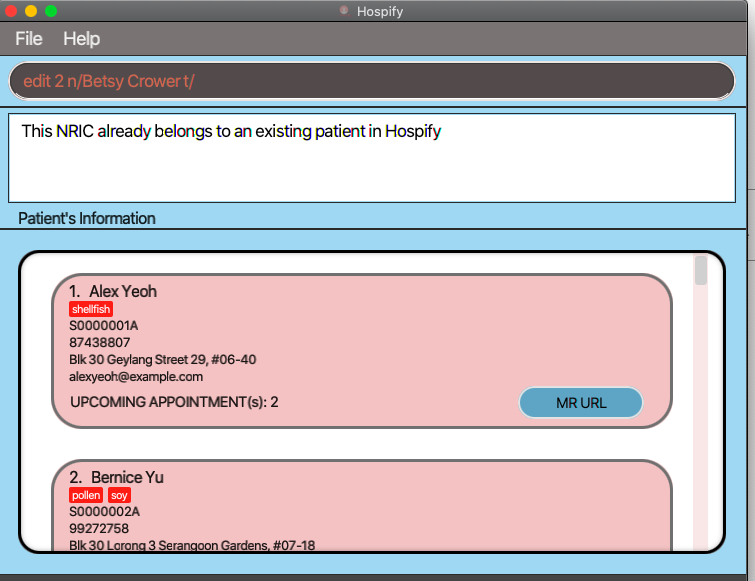 Hospify
File Help
edit 2 n/Betsy Crower t/
This NRIC already belongs to an existing patient in Hospify
Patient's Information
1. Alex Yeoh
shellfish
S0000001A
87438807
Blk 30 Geylang Street 29, #06-40
alexyeoh@example.com
UPCOMING APPOINTMENT(s): 2
MR URL
2. Bernice Yu
pollen soy
S0000002A
99272758
Blk 30 Lorong 3 Serangoon Gardens, #07-18